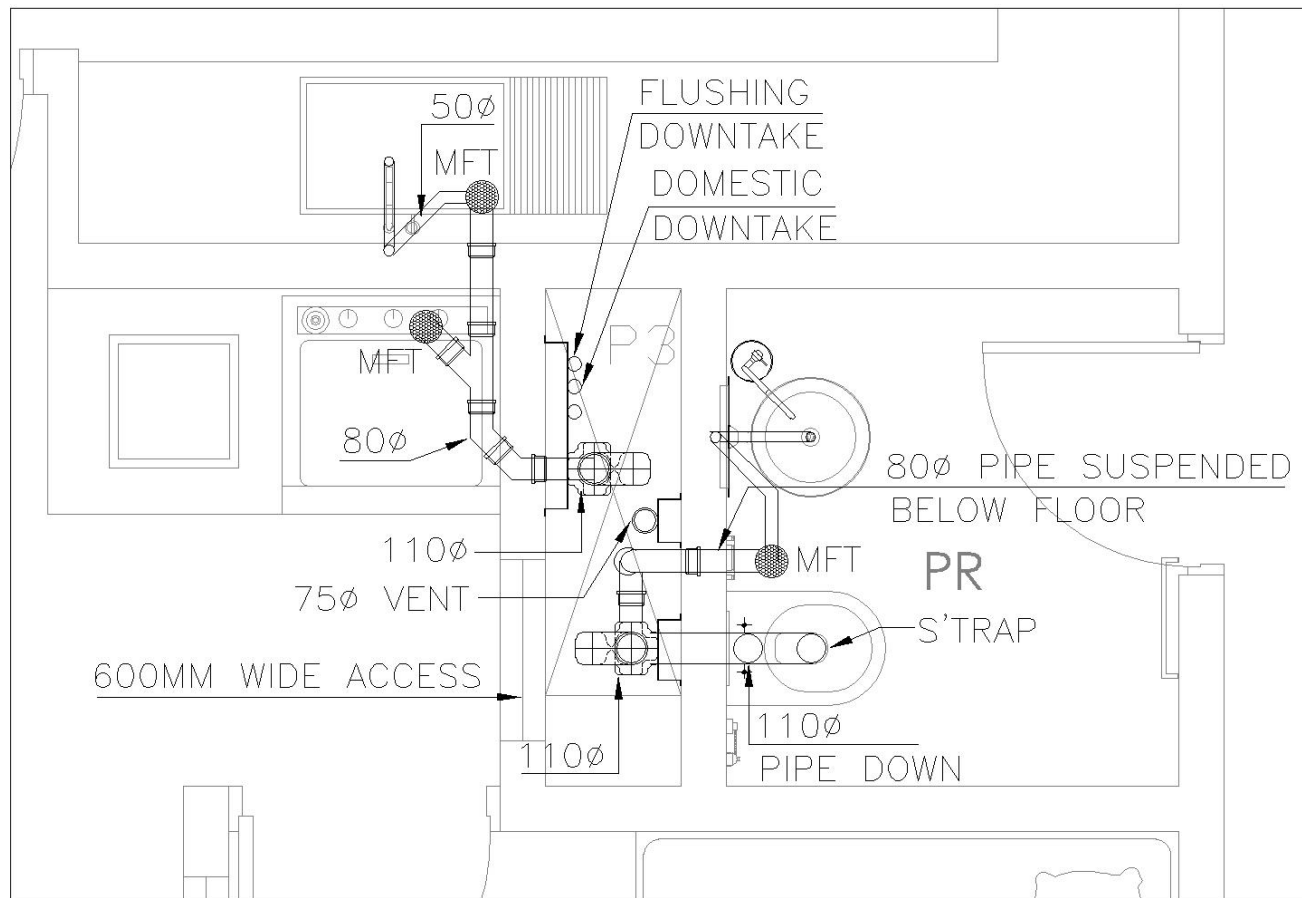 50ø
MFT
FLUSHING
DOWNTAKE
DOMESTIC
DOWNTAKE
P3
MFT
80ø
80ø PIPE SUSPENDED
BELOW FLOOR
110ø
MFT
PR
75ø VENT
S'TRAP
600MM WIDE ACCESS
110ø
110ø
PIPE DOWN